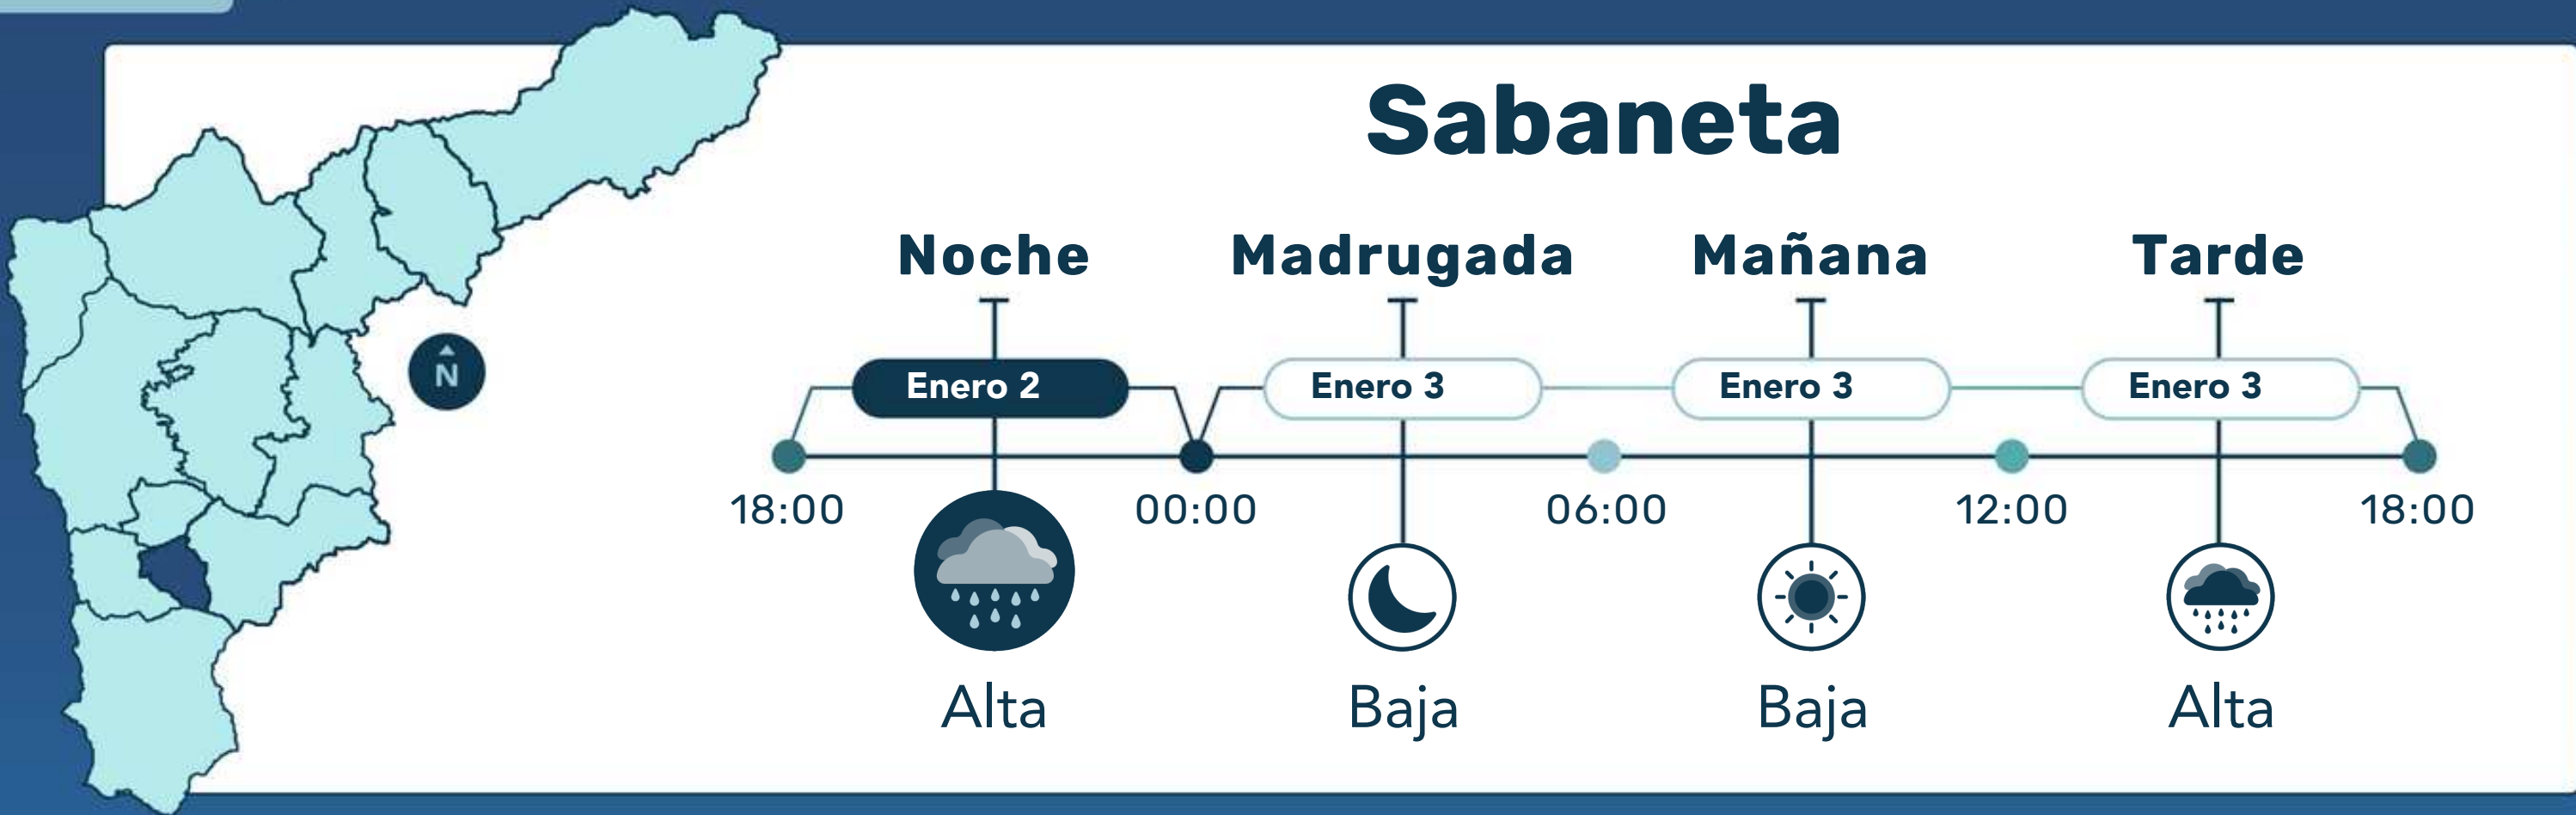 Sabaneta
Noche Madrugada Mañana Tarde
Enero 2 Enero 3 Enero 3 Enero 3
N
18:00 00:00 06:00 12:00 18:00
Alta Baja Baja Alta